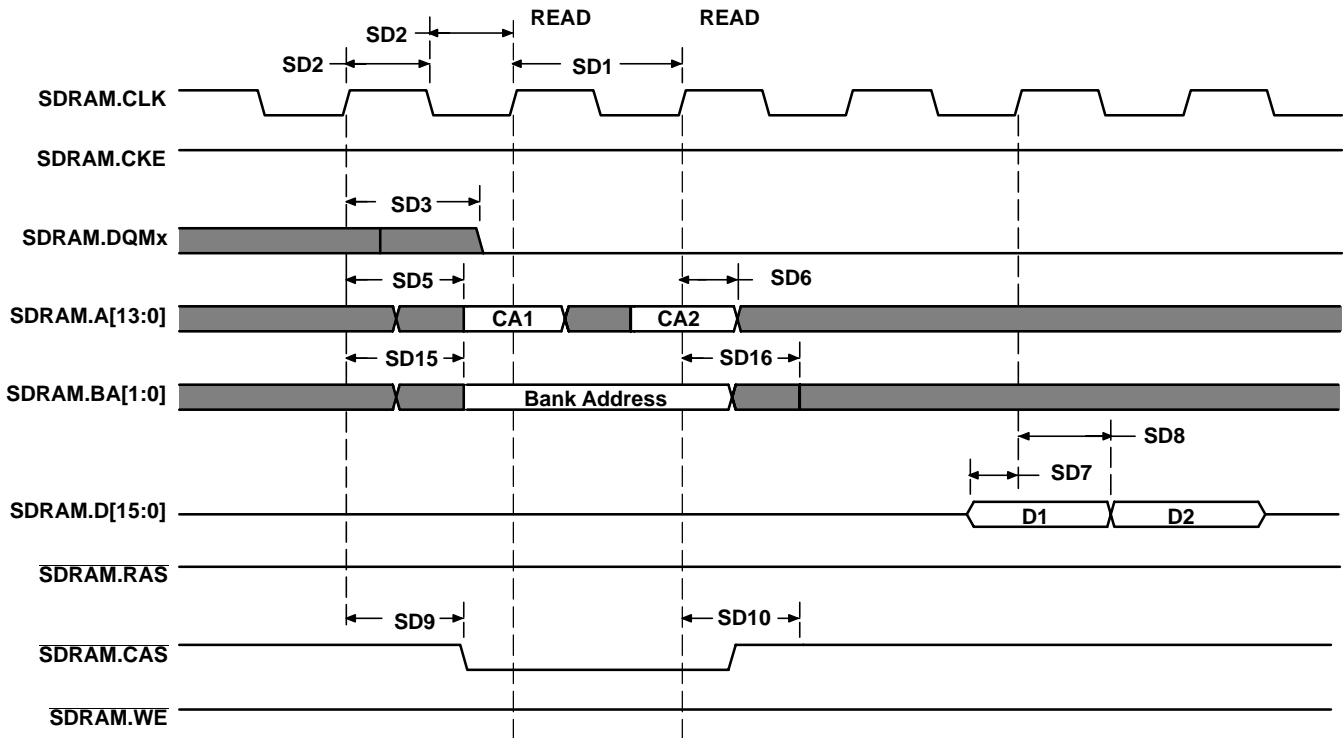 READ READ
SD2
SD2 SD1
SDRAM.CLK
SDRAM.CKE
SD3
SDRAM.DQMx
SD5 SD6
SDRAM.A[13:0] CA1 CA2
SD15 SD16
SDRAM.BA[1:0] Bank Address
SD8
SD7
SDRAM.D[15:0] D1 D2
SDRAM.RAS
SD9 SD10
SDRAM.CAS
SDRAM.WE